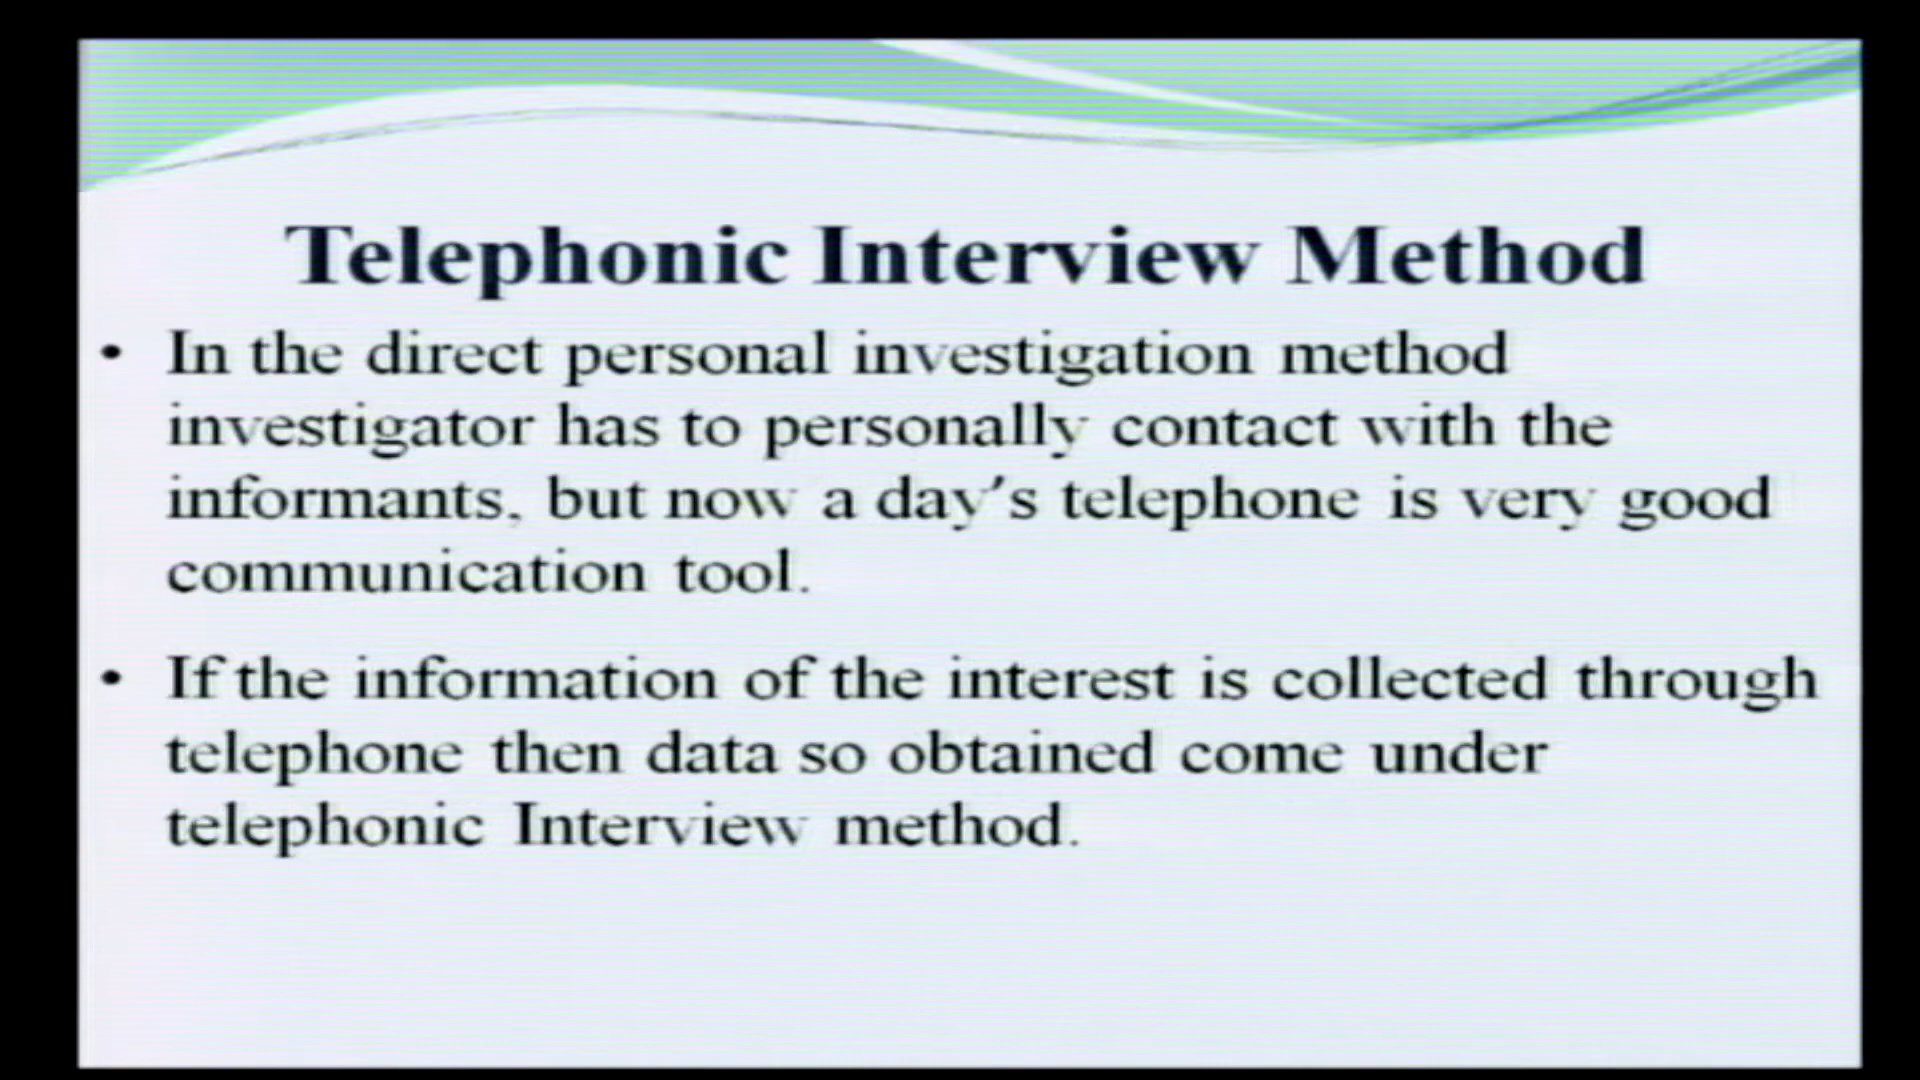 Telephonic Interview Method
• In the direct personal investigation method
investigator has to personally contact with the
informants, but now a day's telephone is very good
communication tool.
• If the information of the interest is collected through
telephone then data so obtained come under
telephonic Interview method.